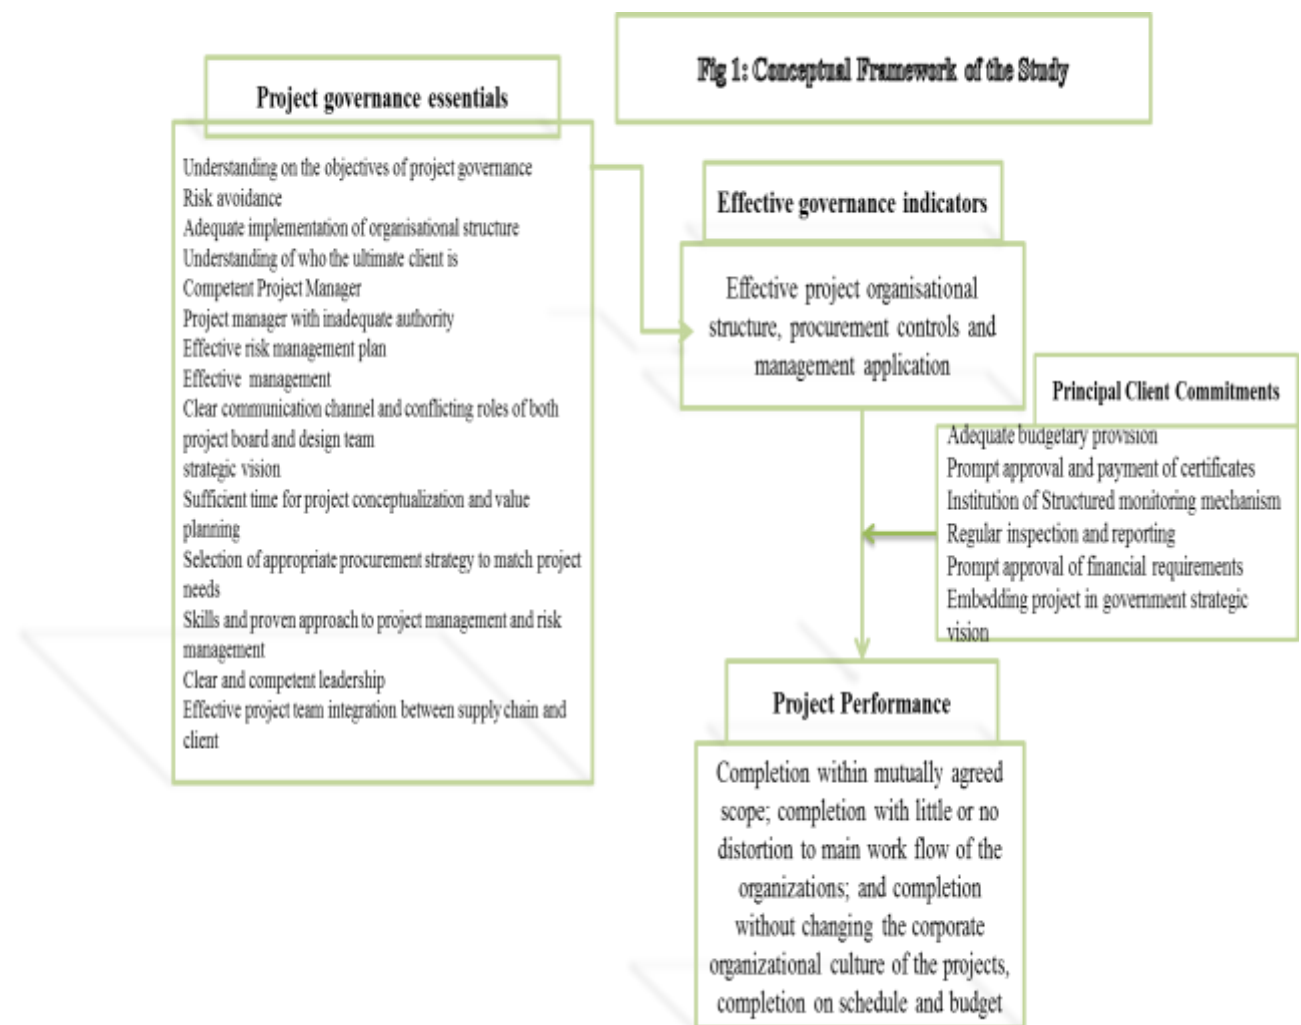 Fig 1: Conceptual Framework of the Study
Project governance essentials
Understanding on the objectives of project governance
Risk avoidance
Adequate implementation of organisational structure
Understanding of who the ultimate client is
Competent Project Manager
Project manager with inadequate authority
Effective risk management plan
Effective management
Clear communication channel and conflicting roles of both
project board and design team
strategic vision
Sufficient time for project conceptualization and value
planning
Selection of appropriate procurement strategy to match project
needs
Skills and proven approach to project management and risk
management
Clear and competent leadership
Effective project team integration between supply chain and
client
Effective governance indicators
Effective project organisational
structure, procurement controls and
management application
Principal Client Commitments
Adequate budgetary provision
Prompt approval and payment of certificates
Institution of Structured monitoring mechanism
Regular inspection and reporting
Prompt approval of financial requirements
Embedding project in government strategic
vision
Project Performance
Completion within mutually agreed
scope; completion with little or no
distortion to main work flow of the
organizations; and completion
without changing the corporate
organizational culture of the projects,
completion on schedule and budget